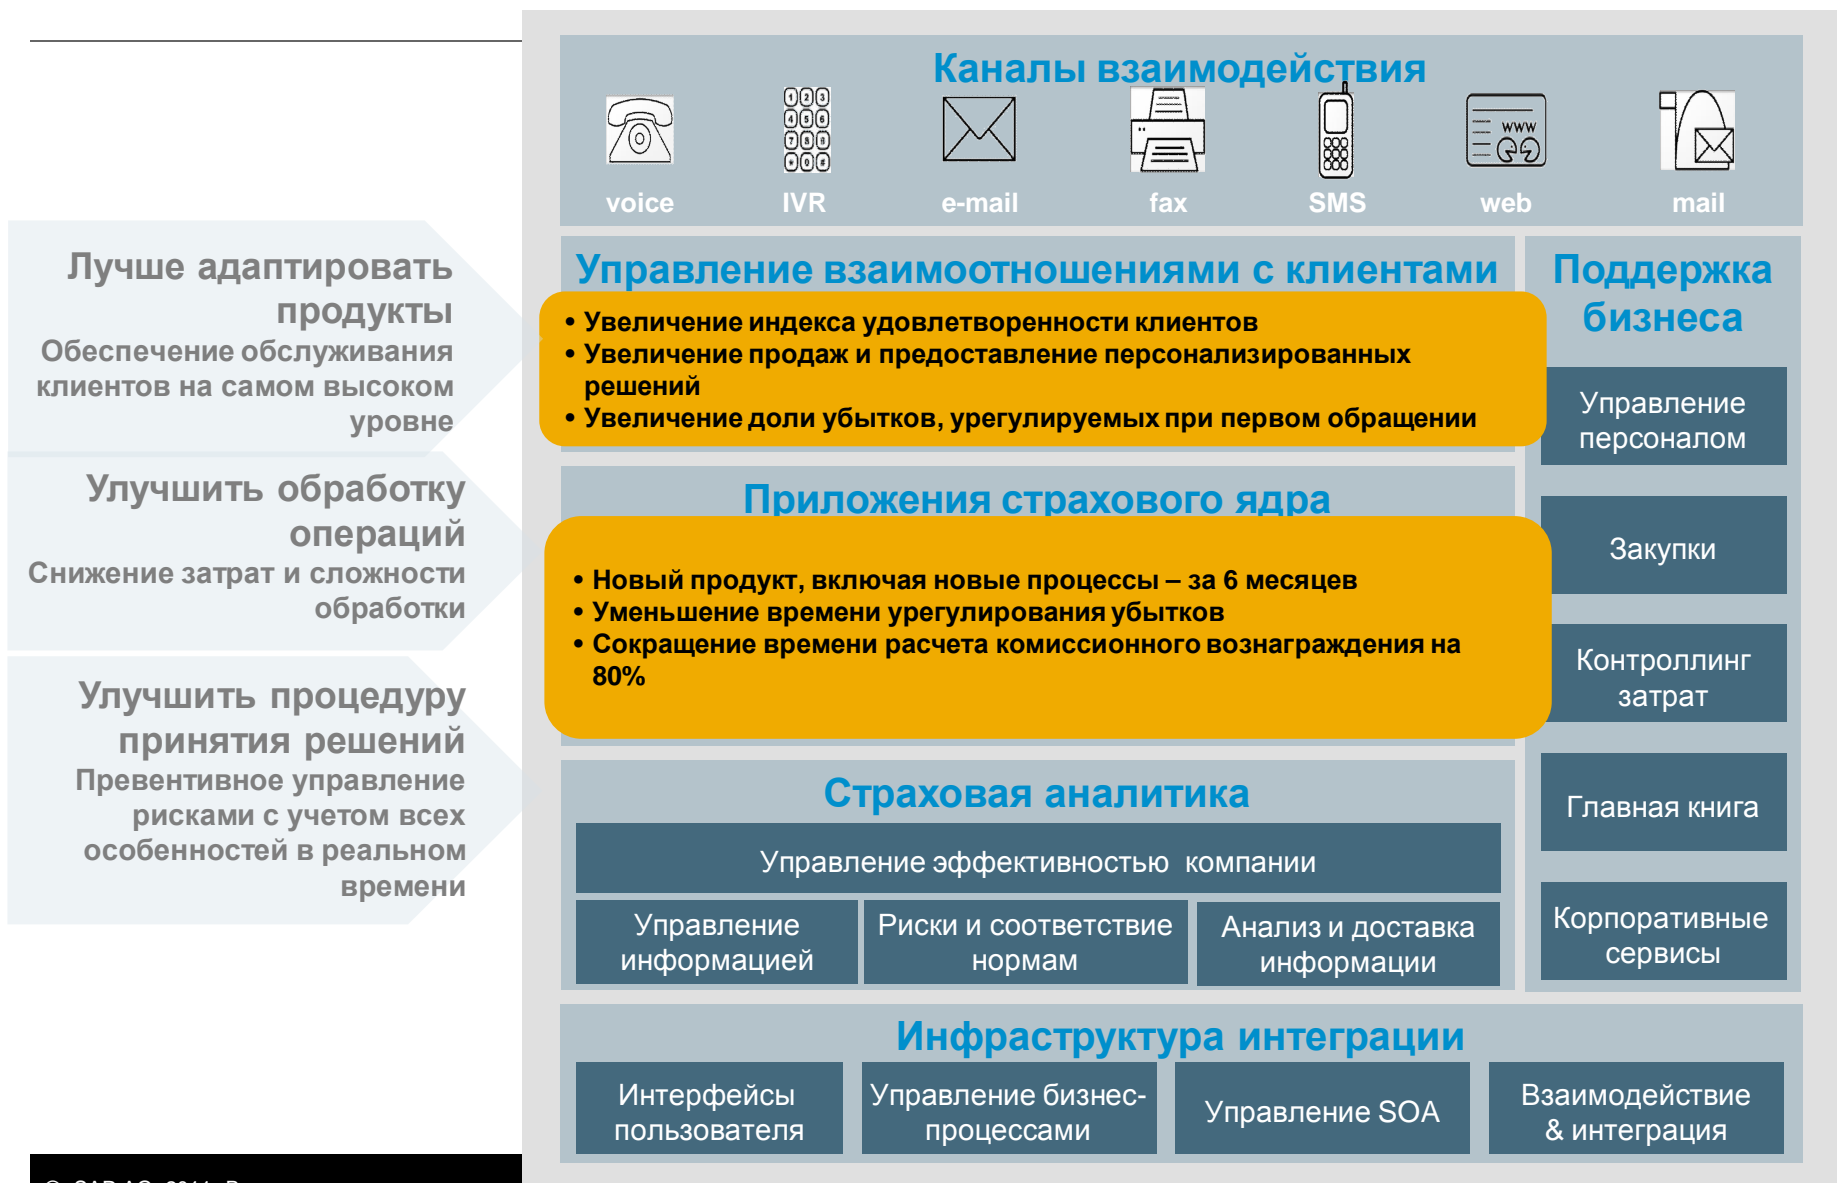 Каналы взаимодействия
voice
IVR
e-mail
fax
SMS
web
mail
Лучше адаптировать
продукты
Обеспечение обслуживания
клиентов на самом высоком
уровне
Улучшить обработку
операций
Снижение затрат и сложности
обработки
Улучшить процедуру
принятия решений
Превентивное управление
рисками с учетом всех
особенностей в реальном
времени
Управление взаимоотношениями с клиентами
• Увеличение индекса удовлетворенности клиентов
• Увеличение продаж и предоставление персонализированных
решений
• Увеличение доли убытков, урегулируемых при первом обращении
Приложения страхового ядра
• Новый продукт, включая новые процессы – за 6 месяцев
• Уменьшение времени урегулирования убытков
• Сокращение времени расчета комиссионного вознаграждения на
80%
Страховая аналитика
Управление эффективностью компании
Управление
информацией
Риски и соответствие
нормам
Анализ и доставка
информации
Поддержка
бизнеса
Управление
персоналом
Закупки
Контроллинг
затрат
Главная книга
Корпоративные
сервисы
Инфраструктура интеграции
Интерфейсы
пользователя
Управление бизнес-
процессами
Управление SOA
Взаимодействие
& интеграция